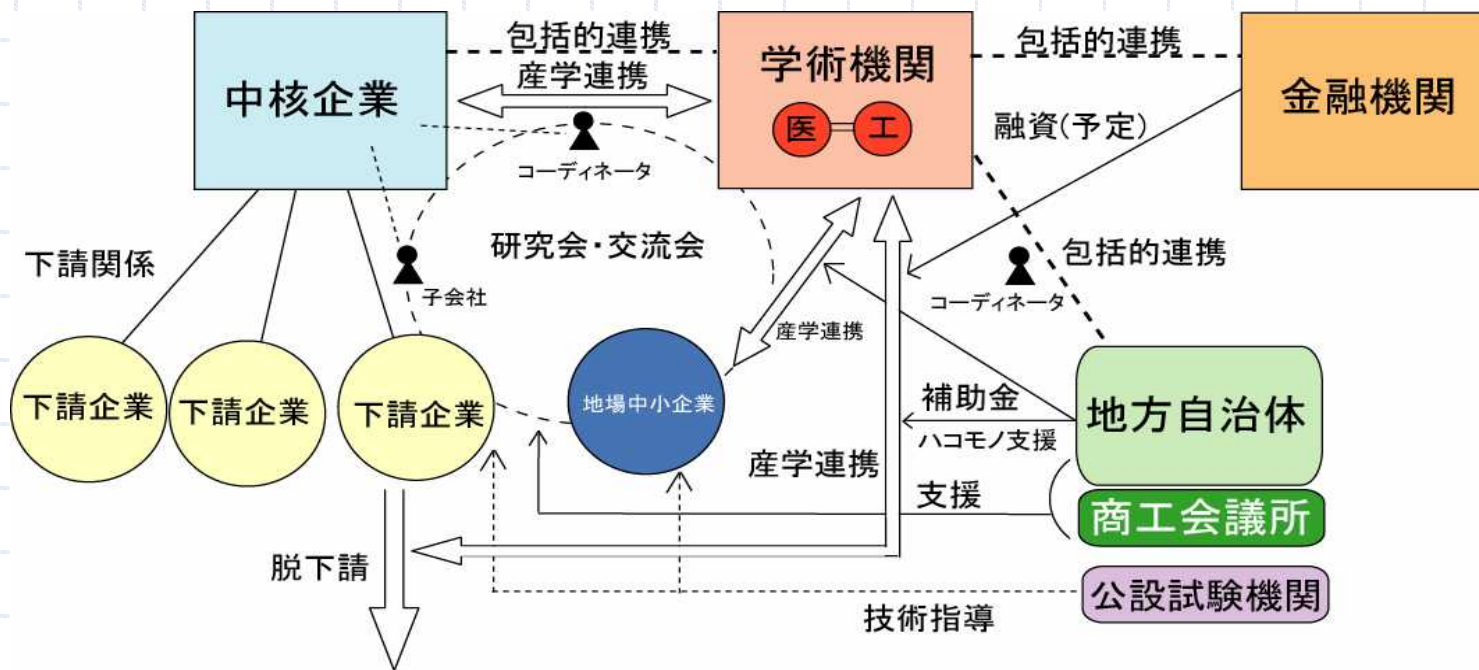 包括的連携
包括的連携
中核企業
産学連携
学術機関
医
工
金融機関
融資(予定)
コーディネータ
研究会・交流会
下請関係
子会社
コーディネータ
包括的連携
産学連携
下請企業
下請企業
下請企業
地場中小企業
補助金
ハコモノ支援
地方自治体
産学連携
支援
商工会議所
脱下請
公設試験機関
技術指導